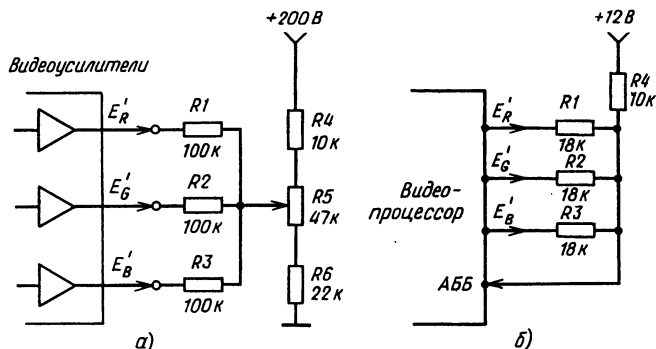 +200 В
Видеоусилители
E'R
R1
100 к
E'G
R2
100 к
E'B
R3
100 к
R4
10 к
R5
47 к
R6
22 к
а)
+12 В
R4
10 к
Видео-
процессор
E'R
R1
18 к
E'G
R2
18 к
E'B
R3
18 к
АББ
б)